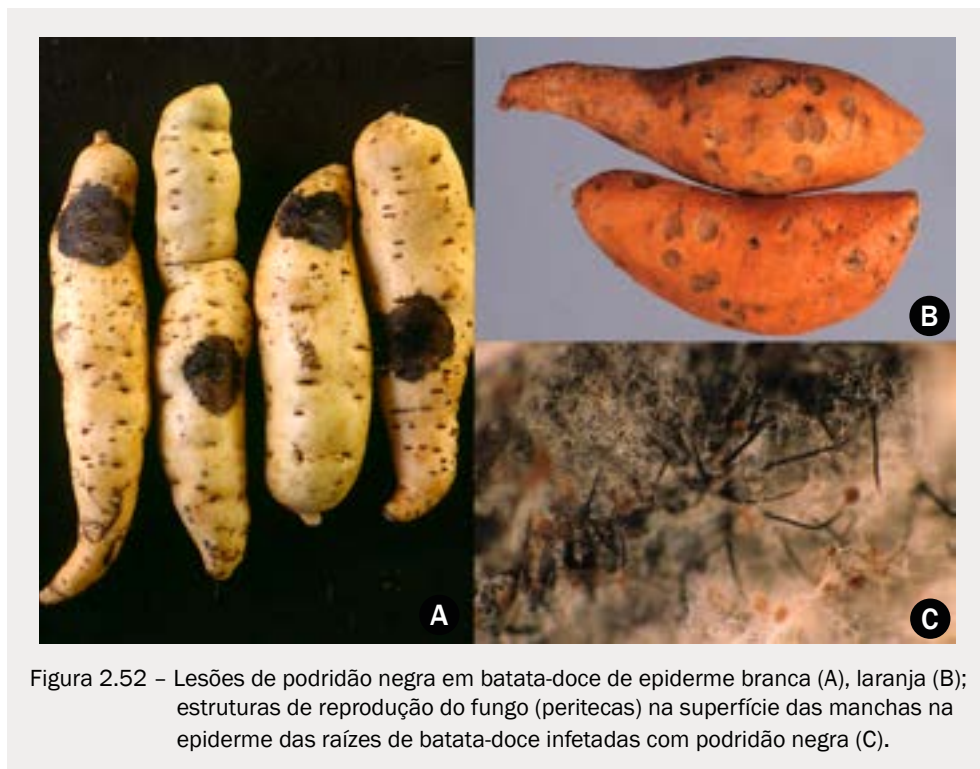 B
A
C
Figura 2.52 – Lesões de podridão negra em batata-doce de epiderme branca (A), laranja (B);
estruturas de reprodução do fungo (peritecas) na superfície das manchas na
epiderme das raízes de batata-doce infetadas com podridão negra (C).